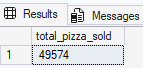 Results Messages
total_pizza_sold
1 49574